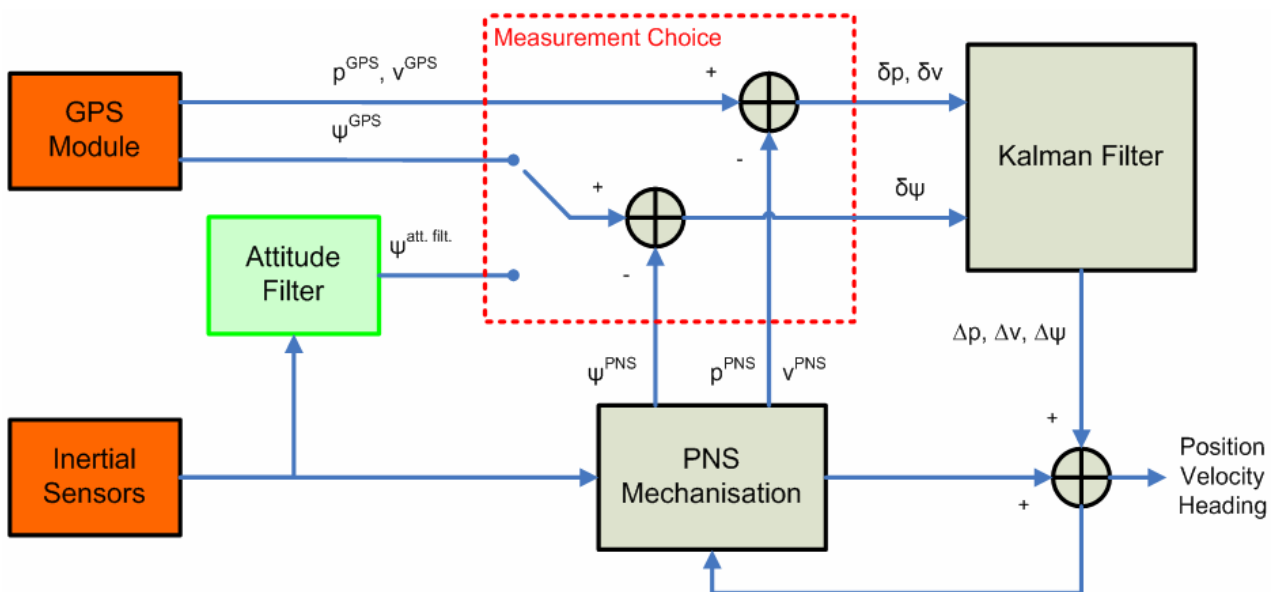 Measurement Choice
p^GPS, v^GPS
+
δp, δv
GPS
Module
ψ^GPS
-
Kalman Filter
+
δψ
Attitude
Filter
ψ^att. filt.
-
Δp, Δv, Δψ
ψ^PNS
p^PNS
v^PNS
+
Inertial
Sensors
PNS
Mechanisation
+
Position
Velocity
Heading